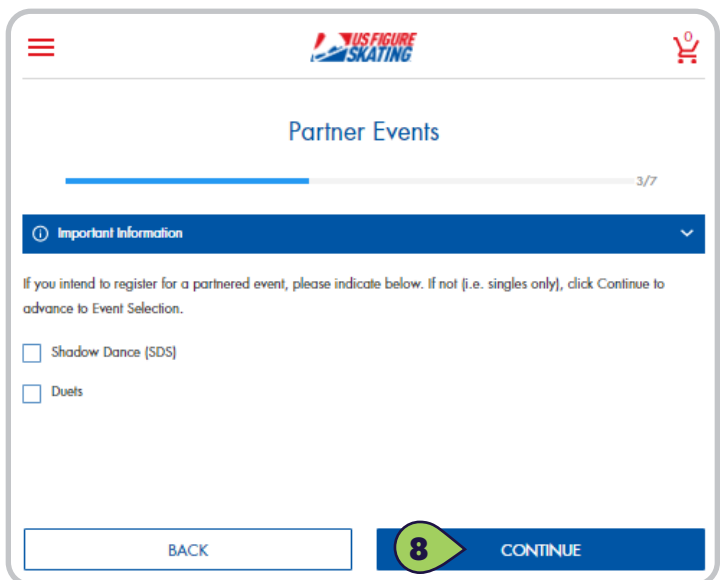 0
US FIGURE
SKATING
Partner Events
3/7
Important Information
If you intend to register for a partnered event, please indicate below. If not (i.e. singles only), click Continue to
advance to Event Selection.
Shadow Dance (SDS)
Duets
BACK
8
CONTINUE